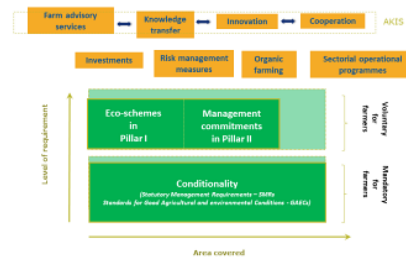 Farm advisory
services
Knowledge
transfer
Innovation
Cooperation
AKIS
Investments
Risk management
measures
Organic
farming
Sectorial operational
programmes
Level of requirement
Eco-schemes
in
Pillar I
Management
commitments
in Pillar II
Voluntary
for
farmers
Conditionality
(Statutory Management Requirements – SMRs
Standards for Good Agricultural and environmental Conditions - GAECs)
Mandatory
for
farmers
Area covered